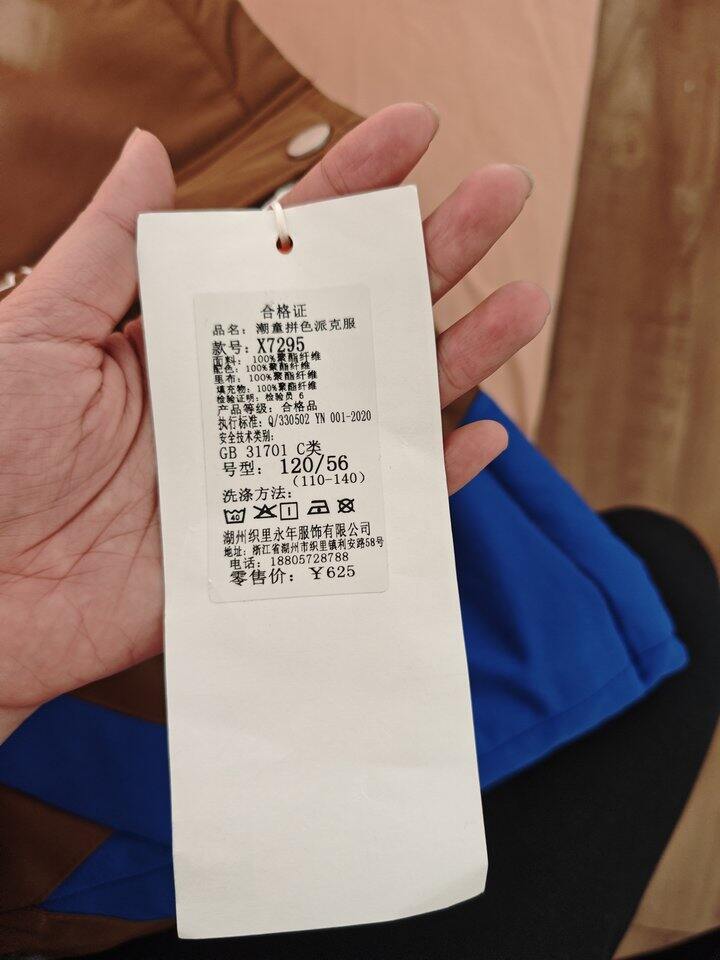 合格证
品名: 潮童拼色派克服
款号: X7295
面料: 100%聚酯纤维
配色: 100%聚酯纤维
里布: 100%聚酯纤维
填充物: 100%聚酯纤维
检验证明: 检验员 6
产品等级: 合格品
执行标准: Q/330502 YN 001-2020
安全技术类别:
GB 31701 C类
号型: 120/56
(110-140)
洗涤方法:
40
湖州织里永年服饰有限公司
地址: 浙江省湖州市织里镇利安路58号
电话: 18805728788
零售价: ¥625